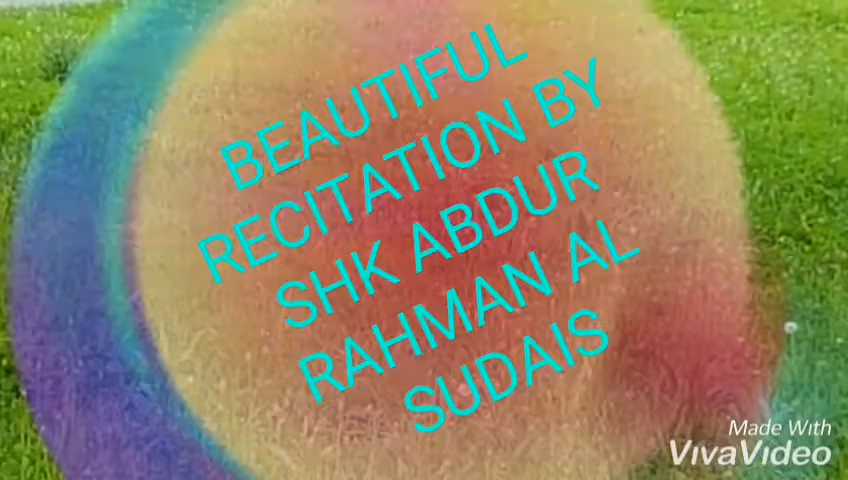 BEAUTIFUL
RECITATION BY
SHK ABDUR
RAHMAN AL
SUDAIS
Made With
VivaVideo